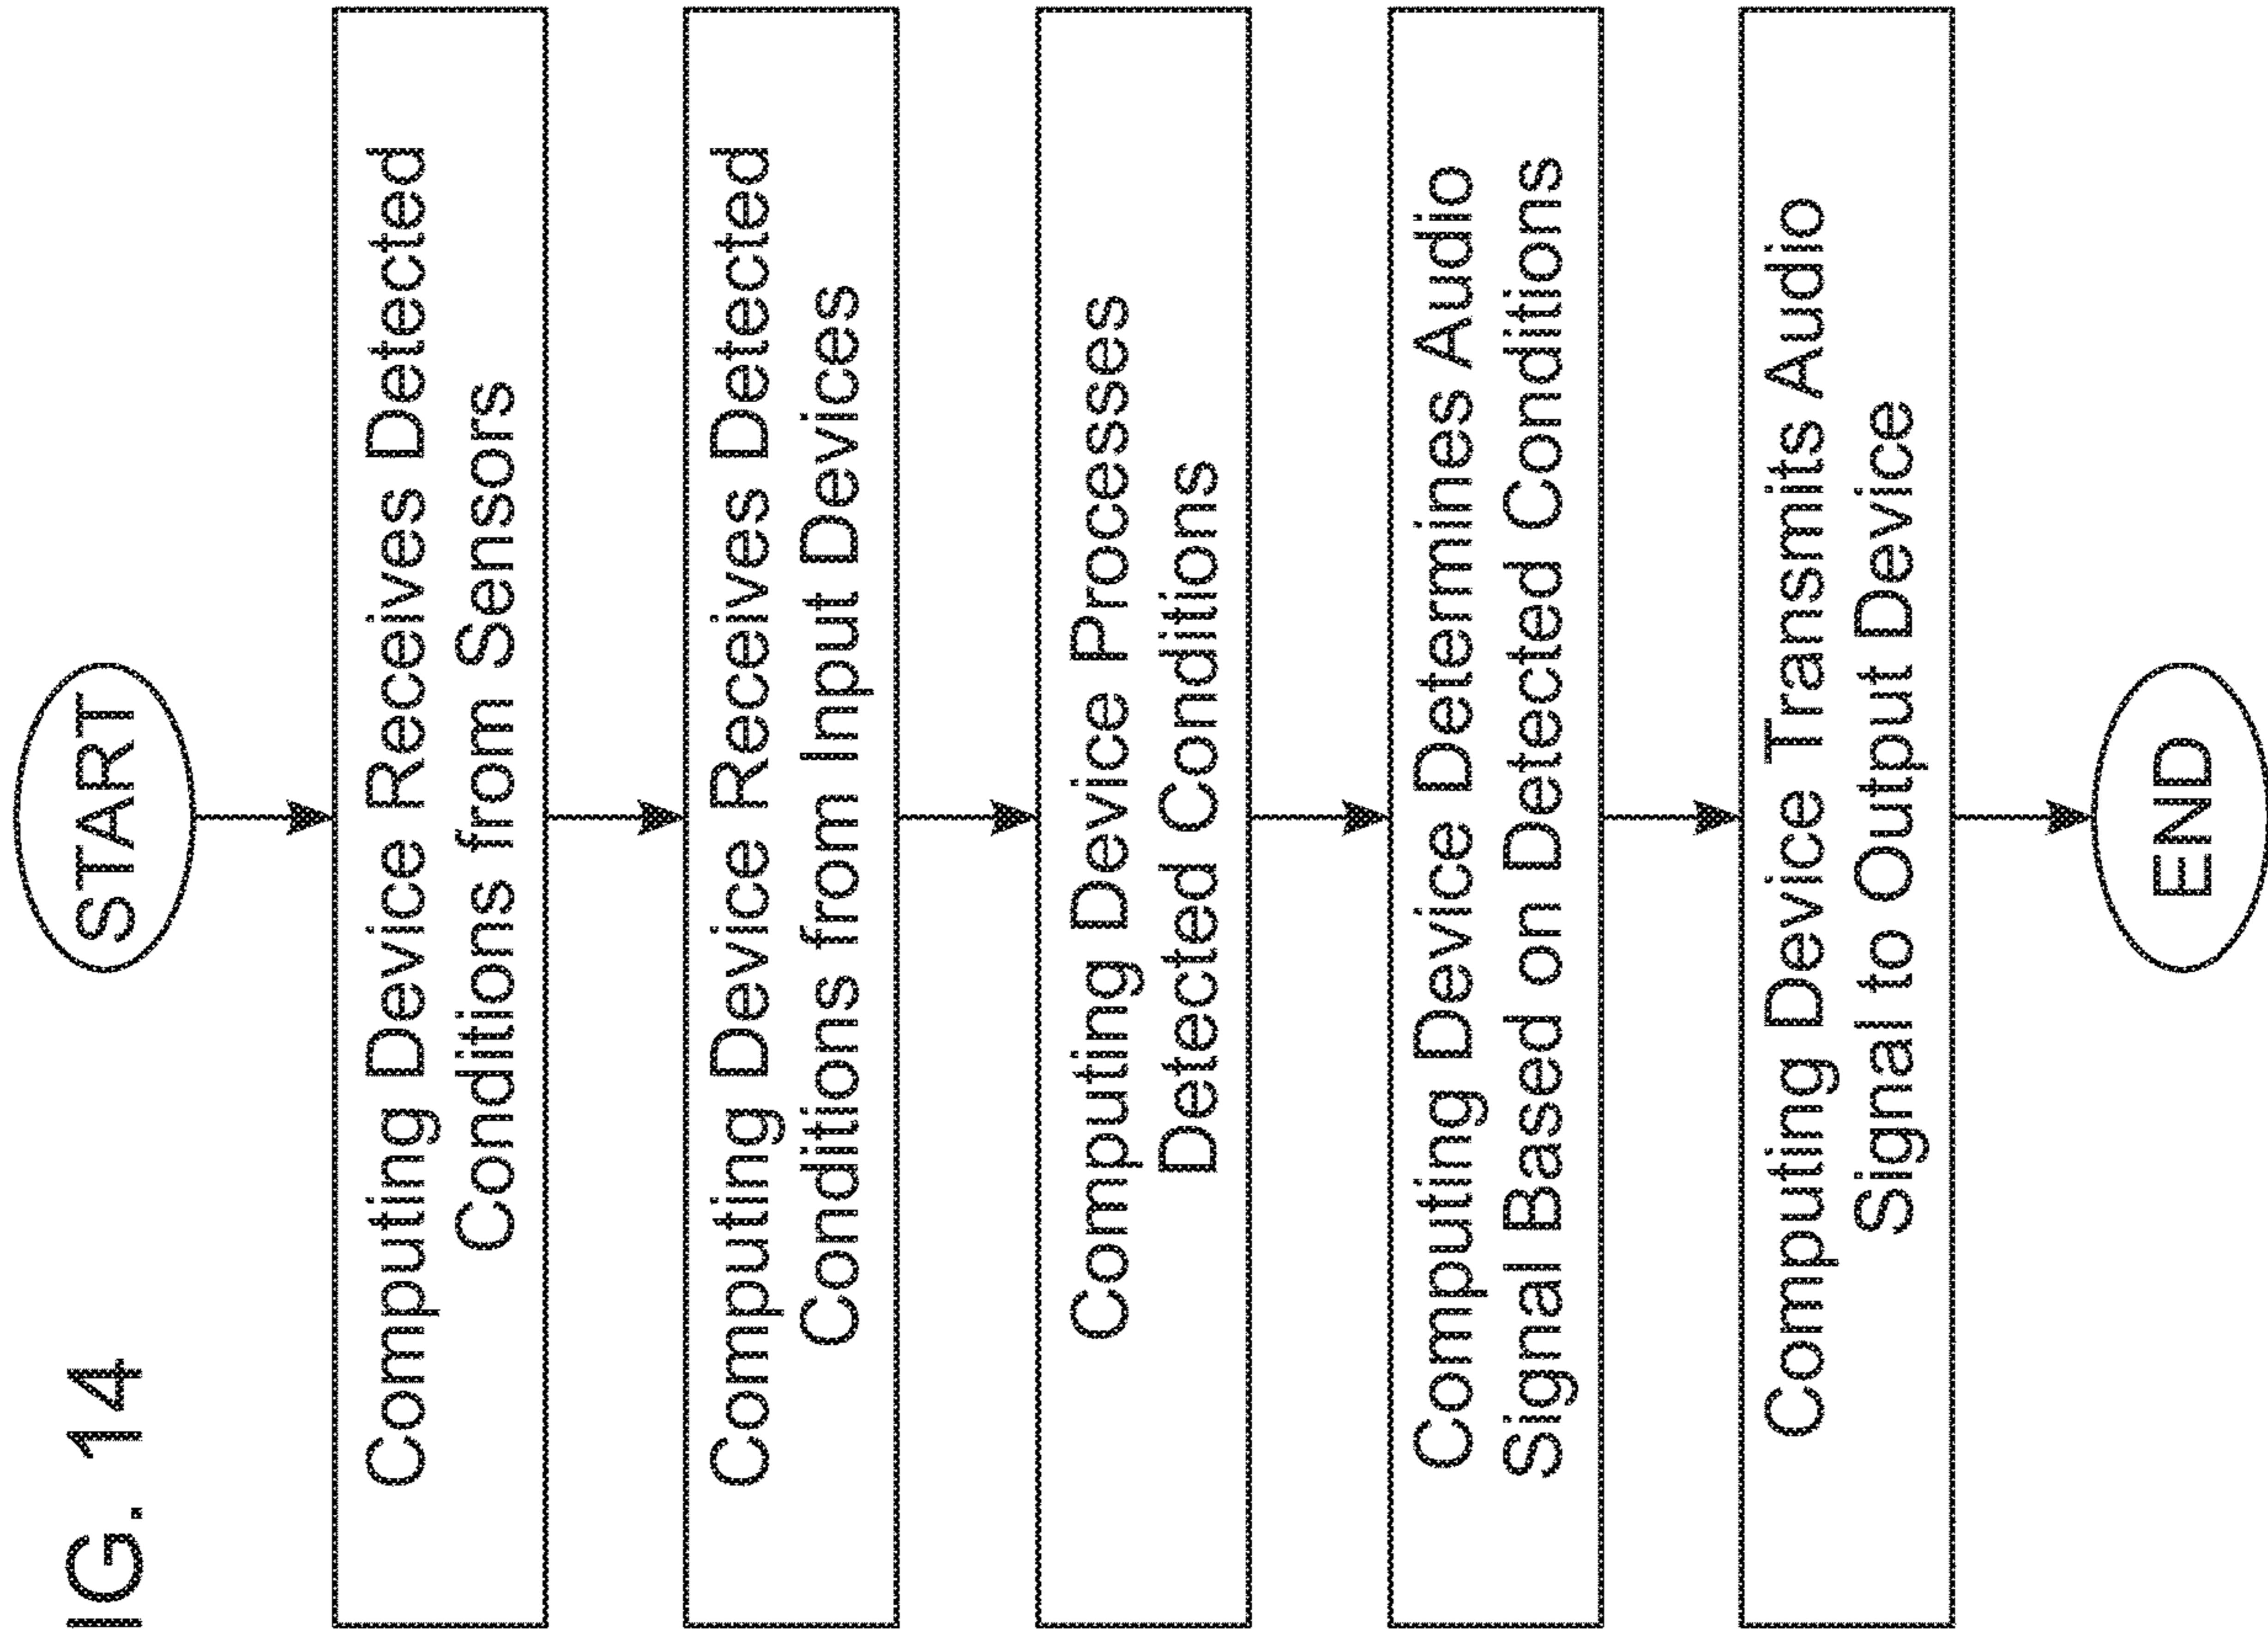 IG. 14
START
Computing Device Receives Detected
Conditions from Sensors
Computing Device Receives Detected
Conditions from Input Devices
Computing Device Processes
Detected Conditions
Computing Device Determines Audio
Signal Based on Detected Conditions
Computing Device Transmits Audio
Signal to Output Device
END